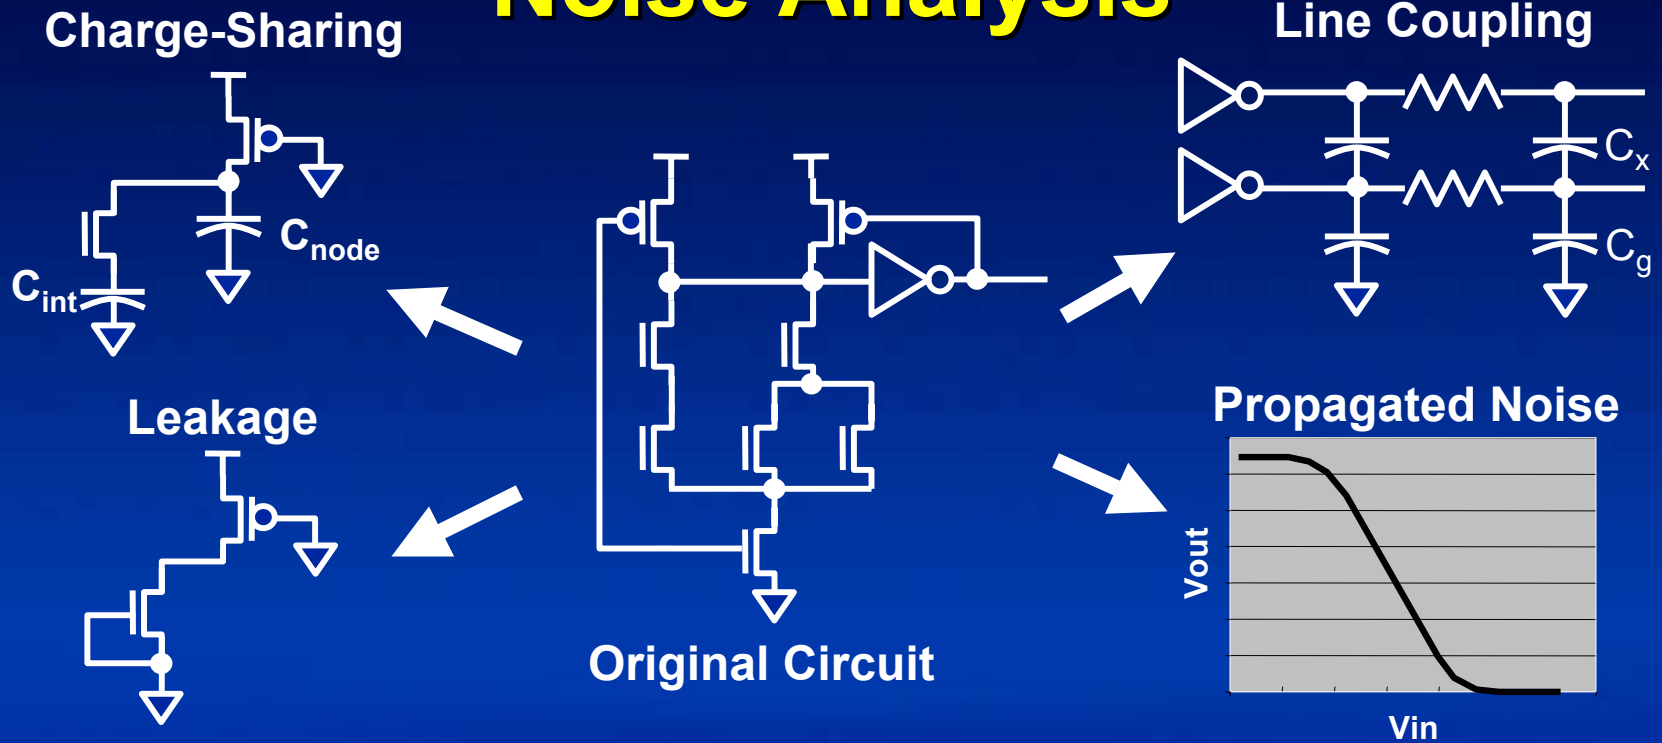 Noise Analysis
Charge-Sharing
Line Coupling
Cx
Cnode
Cg
Cint
Leakage
Propagated Noise
Vout
Original Circuit
Vin